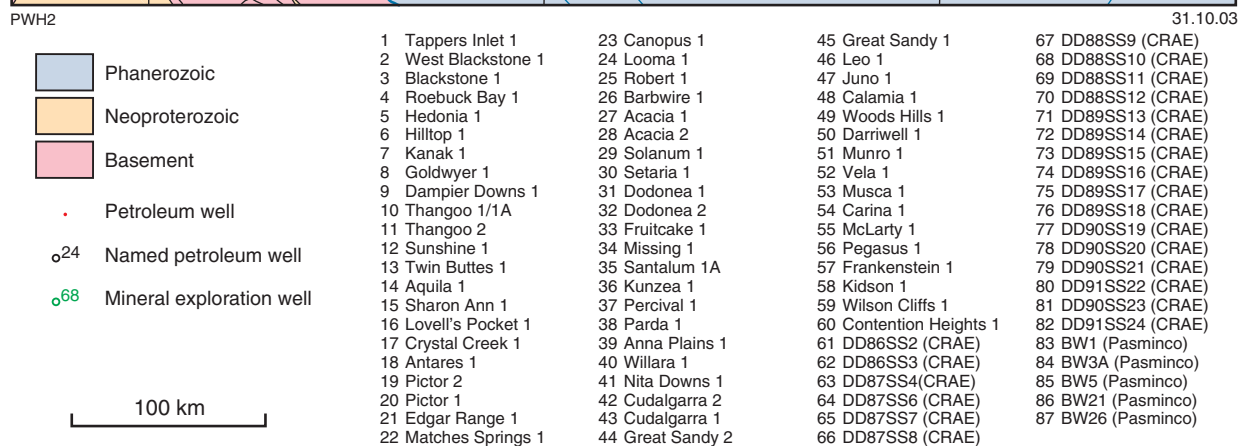 PWH2
31.10.03
Phanerozoic
Neoproterozoic
Basement
Petroleum well
24 Named petroleum well
68 Mineral exploration well
100 km
1 Tappers Inlet 1
2 West Blackstone 1
3 Blackstone 1
4 Roebuck Bay 1
5 Hedonia 1
6 Hilltop 1
7 Kanak 1
8 Goldwyer 1
9 Dampier Downs 1
10 Thangoo 1/1A
11 Thangoo 2
12 Sunshine 1
13 Twin Buttes 1
14 Aquila 1
15 Sharon Ann 1
16 Lovell's Pocket 1
17 Crystal Creek 1
18 Antares 1
19 Pictor 2
20 Pictor 1
21 Edgar Range 1
22 Matches Springs 1
23 Canopus 1
24 Looma 1
25 Robert 1
26 Barbwire 1
27 Acacia 1
28 Acacia 2
29 Solanum 1
30 Setaria 1
31 Dodonea 1
32 Dodonea 2
33 Fruitcake 1
34 Missing 1
35 Santalum 1A
36 Kunzea 1
37 Percival 1
38 Parda 1
39 Anna Plains 1
40 Willara 1
41 Nita Downs 1
42 Cudalgarra 2
43 Cudalgarra 1
44 Great Sandy 2
45 Great Sandy 1
46 Leo 1
47 Juno 1
48 Calamia 1
49 Woods Hills 1
50 Darriwell 1
51 Munro 1
52 Vela 1
53 Musca 1
54 Carina 1
55 McLarty 1
56 Pegasus 1
57 Frankenstein 1
58 Kidson 1
59 Wilson Cliffs 1
60 Contention Heights 1
61 DD86SS2 (CRAE)
62 DD86SS3 (CRAE)
63 DD87SS4(CRAE)
64 DD87SS6 (CRAE)
65 DD87SS7 (CRAE)
66 DD87SS8 (CRAE)
67 DD88SS9 (CRAE)
68 DD88SS10 (CRAE)
69 DD88SS11 (CRAE)
70 DD88SS12 (CRAE)
71 DD89SS13 (CRAE)
72 DD89SS14 (CRAE)
73 DD89SS15 (CRAE)
74 DD89SS16 (CRAE)
75 DD89SS17 (CRAE)
76 DD89SS18 (CRAE)
77 DD90SS19 (CRAE)
78 DD90SS20 (CRAE)
79 DD90SS21 (CRAE)
80 DD91SS22 (CRAE)
81 DD90SS23 (CRAE)
82 DD91SS24 (CRAE)
83 BW1 (Pasminco)
84 BW3A (Pasminco)
85 BW5 (Pasminco)
86 BW21 (Pasminco)
87 BW26 (Pasminco)